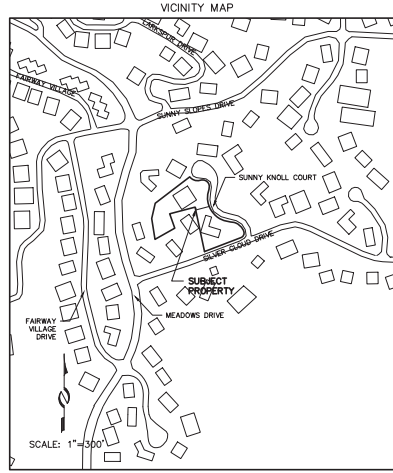 VICINITY MAP
LARKSPUR DRIVE
FAIRWAY VILLAGE
SUNNY SLOPES DRIVE
SUNNY KNOLL COURT
SILVER CLOUD DRIVE
SUBJECT
PROPERTY
MEADOWS DRIVE
FAIRWAY
VILLAGE
DRIVE
SCALE: 1"=300'